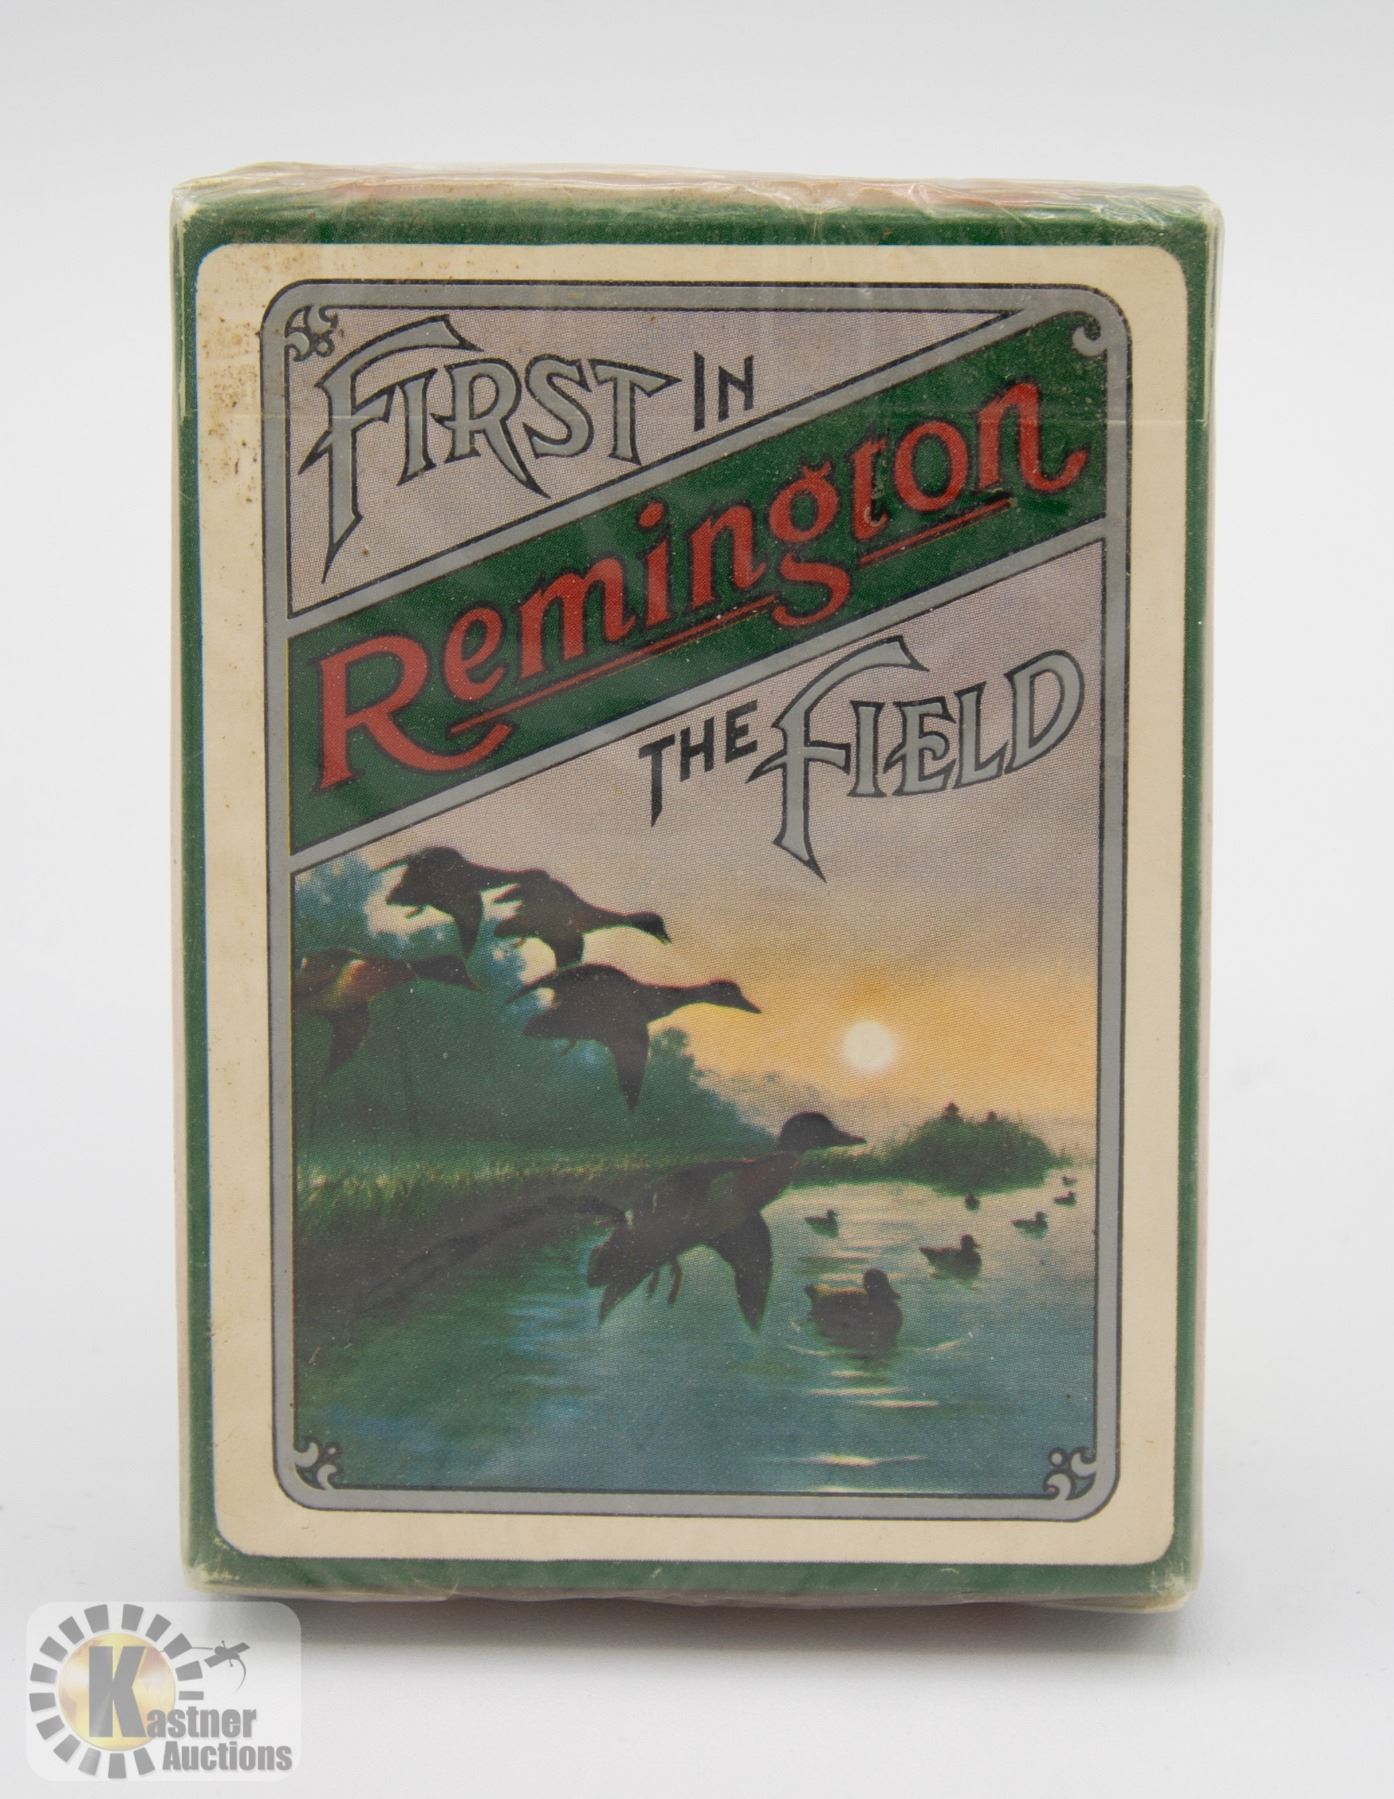 FIRST IN
Remington
THE FIELD
Kastner
Auctions